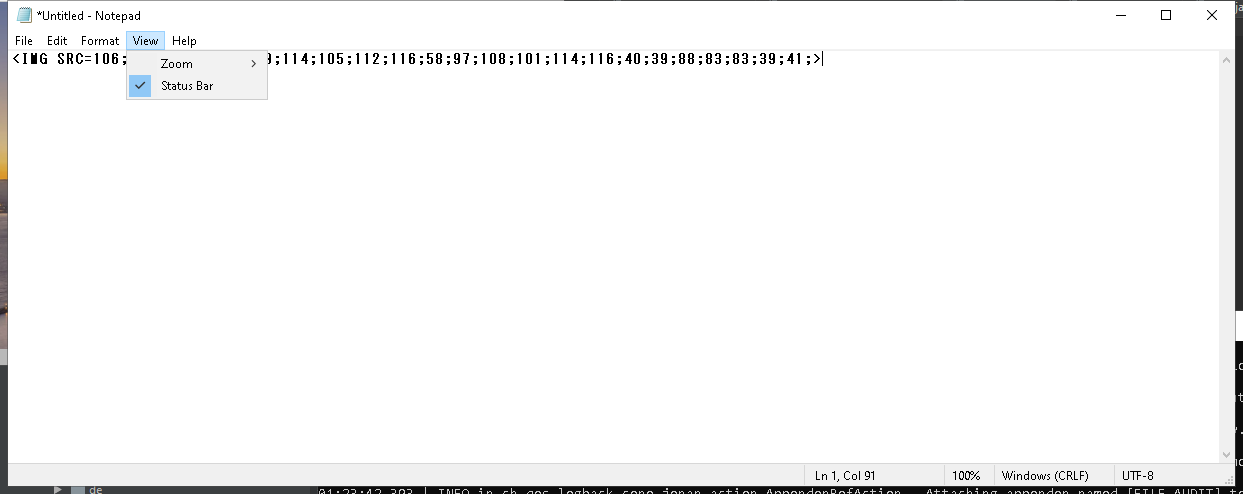 *Untitled - Notepad
File Edit Format View Help
<IMG SRC=106; 9;114;105;112;116;58;97;108;101;114;116;40;39;88;83;83;39;41;>
Zoom
Status Bar
Ln 1, Col 91 100% Windows (CRLF) UTF-8
de 01:23:42,393 | INFO in ch.qos.logback.core.joran.action.AppenderRefAction - Attaching appender named [FILE_AUDIT] t